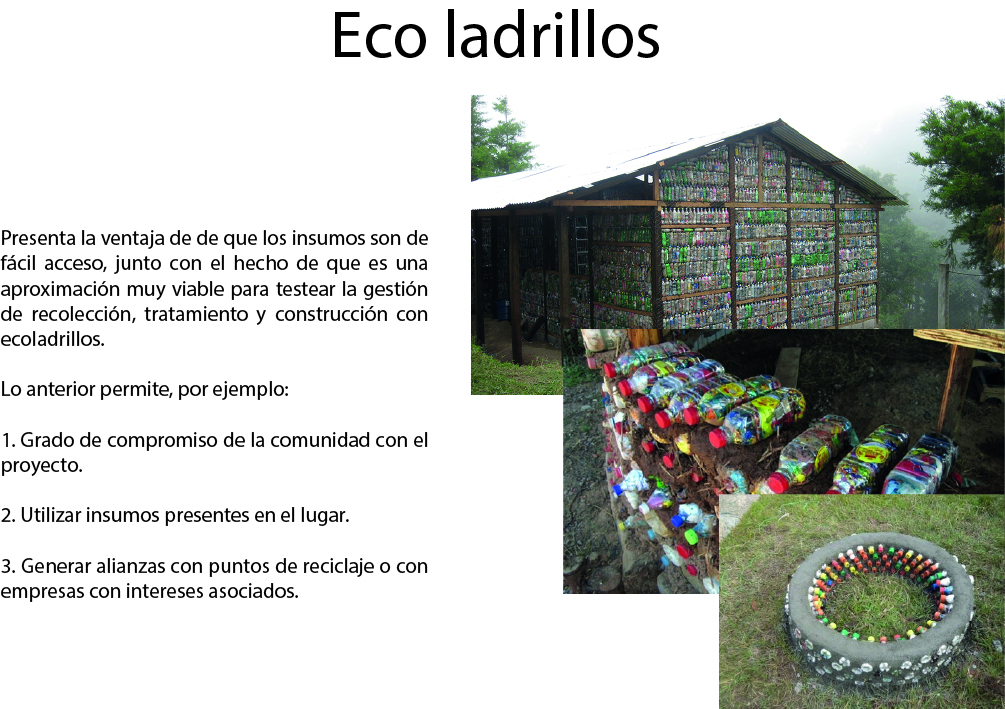 Eco ladrillos
Presenta la ventaja de de que los insumos son de
fácil acceso, junto con el hecho de que es una
aproximación muy viable para testear la gestión
de recolección, tratamiento y construcción con
ecoladrillos.
Lo anterior permite, por ejemplo:
1. Grado de compromiso de la comunidad con el
proyecto.
2. Utilizar insumos presentes en el lugar.
3. Generar alianzas con puntos de reciclaje o con
empresas con intereses asociados.